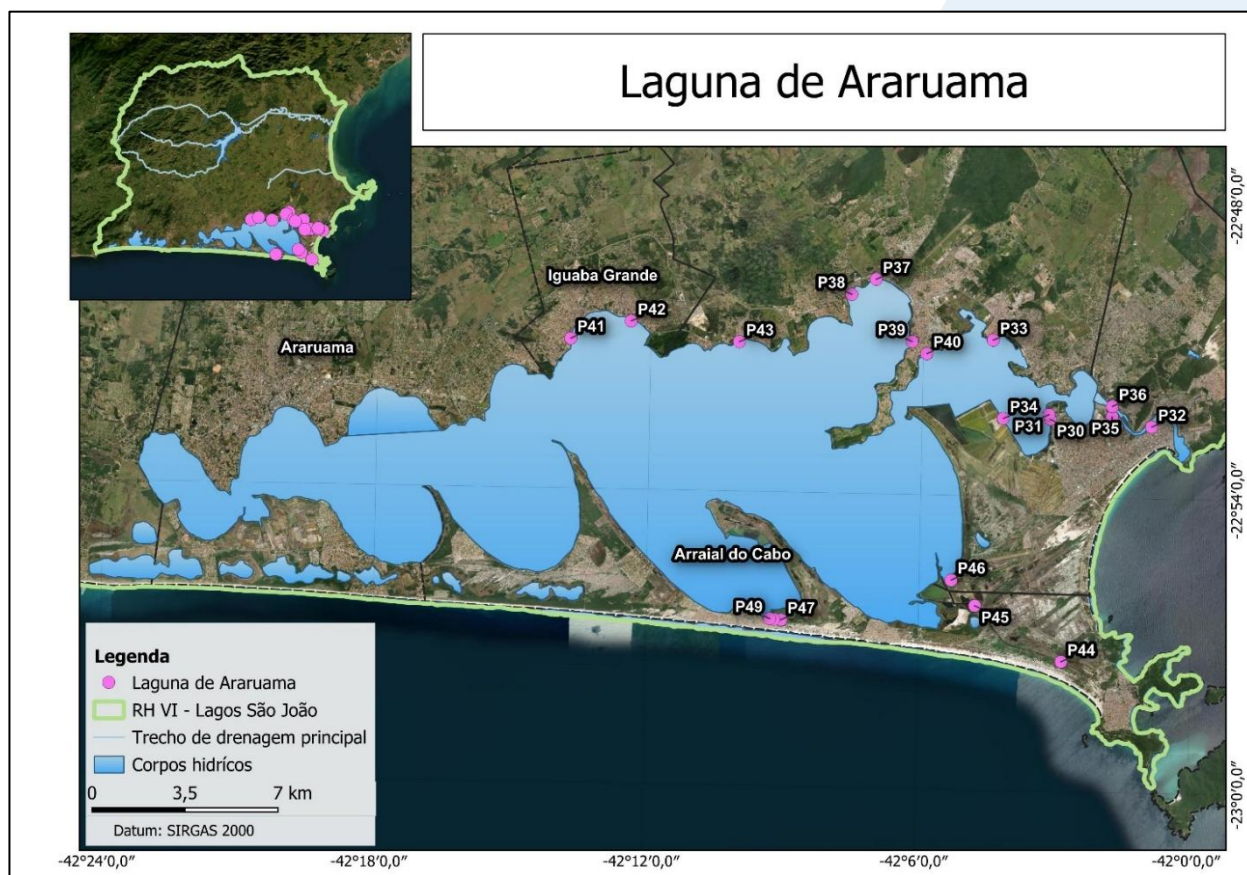 Laguna de Araruama
-22°48'0,0"
-22°54'0,0"
-23°0'0,0"
Iguaba Grande
Araruama
Arraial do Cabo
P37
P38
P42
P41
P43
P39
P40
P33
P36
P34
P32
P31
P30
P35
P46
P45
P49
P47
P44
Legenda
Laguna de Araruama
RH VI - Lagos São João
Trecho de drenagem principal
Corpos hídricos
0 3,5 7 km
Datum: SIRGAS 2000
-42°24'0,0" -42°18'0,0" -42°12'0,0" -42°6'0,0" -42°0'0,0"